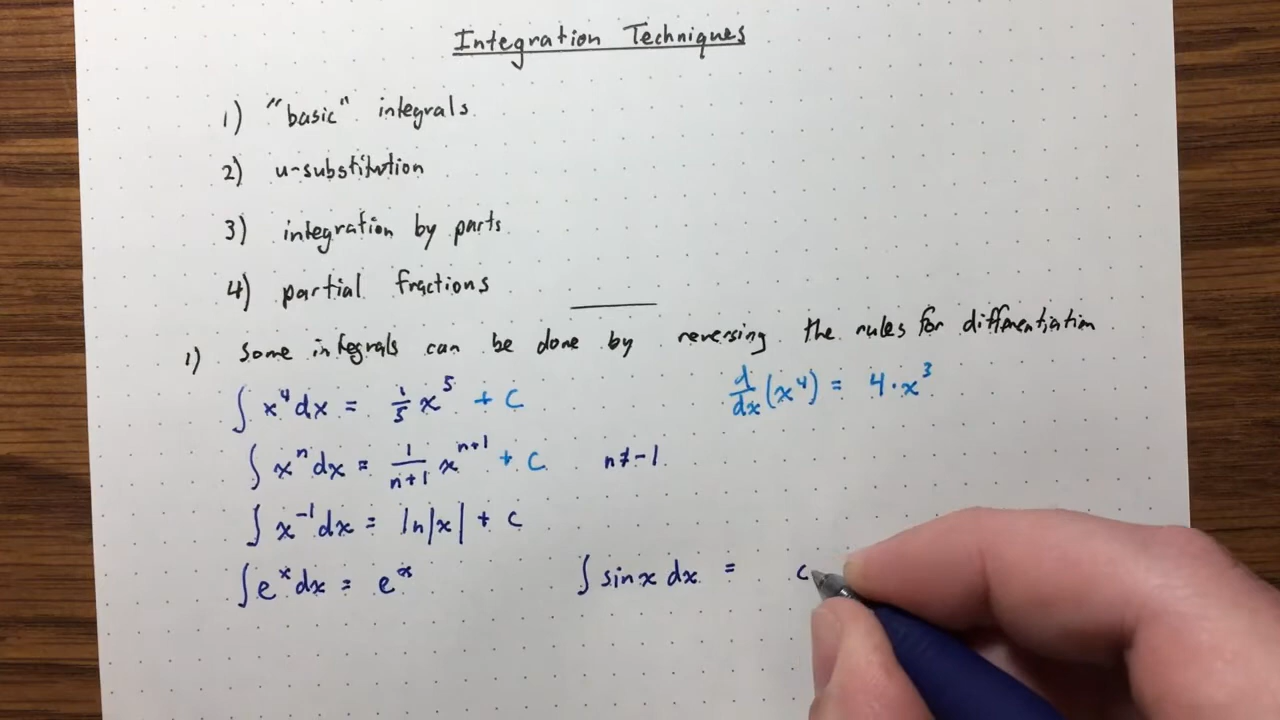 Integration Techniques
1) "basic" integrals
2) u-substitution
3) integration by parts
4) partial fractions
1) Some integrals can be done by reversing the rules for differentiation
∫ x⁴ dx = 1/5 x⁵ + C d/dx (x⁴) = 4·x³
∫ xⁿ dx = 1/(n+1) xⁿ⁺¹ + C n≠-1
∫ x⁻¹ dx = ln|x| + C
∫ eˣ dx = eˣ ∫ sinx dx = c